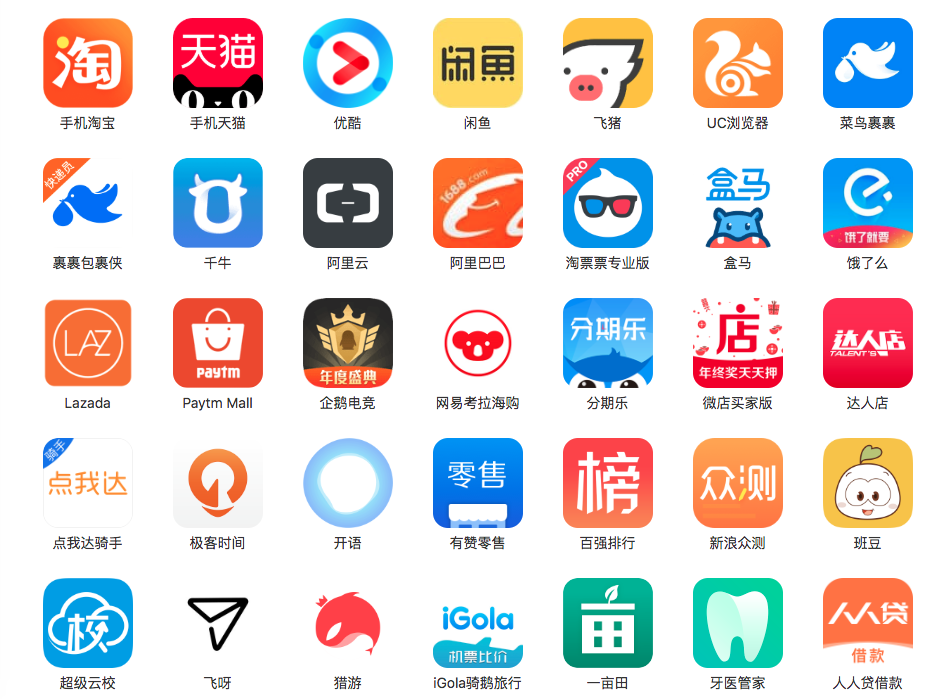 淘
天猫
闲鱼
手机淘宝 手机天猫 优酷 闲鱼 飞猪 UC浏览器 菜鸟裹裹
快递员
1688.com
PRO
盒马
饿了就要
裹裹包裹侠 千牛 阿里云 阿里巴巴 淘票票专业版 盒马 饿了么
LAZ
paytm
年度盛典
分期乐
店
年终奖天天押
达人店
TALENT'S
Lazada Paytm Mall 企鹅电竞 网易考拉海购 分期乐 微店买家版 达人店
骑手
点我达
零售
榜
众测
点我达骑手 极客时间 开语 有赞零售 百强排行 新浪众测 班豆
校
iGola
机票比价
人人贷
借款
超级云校 飞呀 猎游 iGola骑鹅旅行 一亩田 牙医管家 人人贷借款